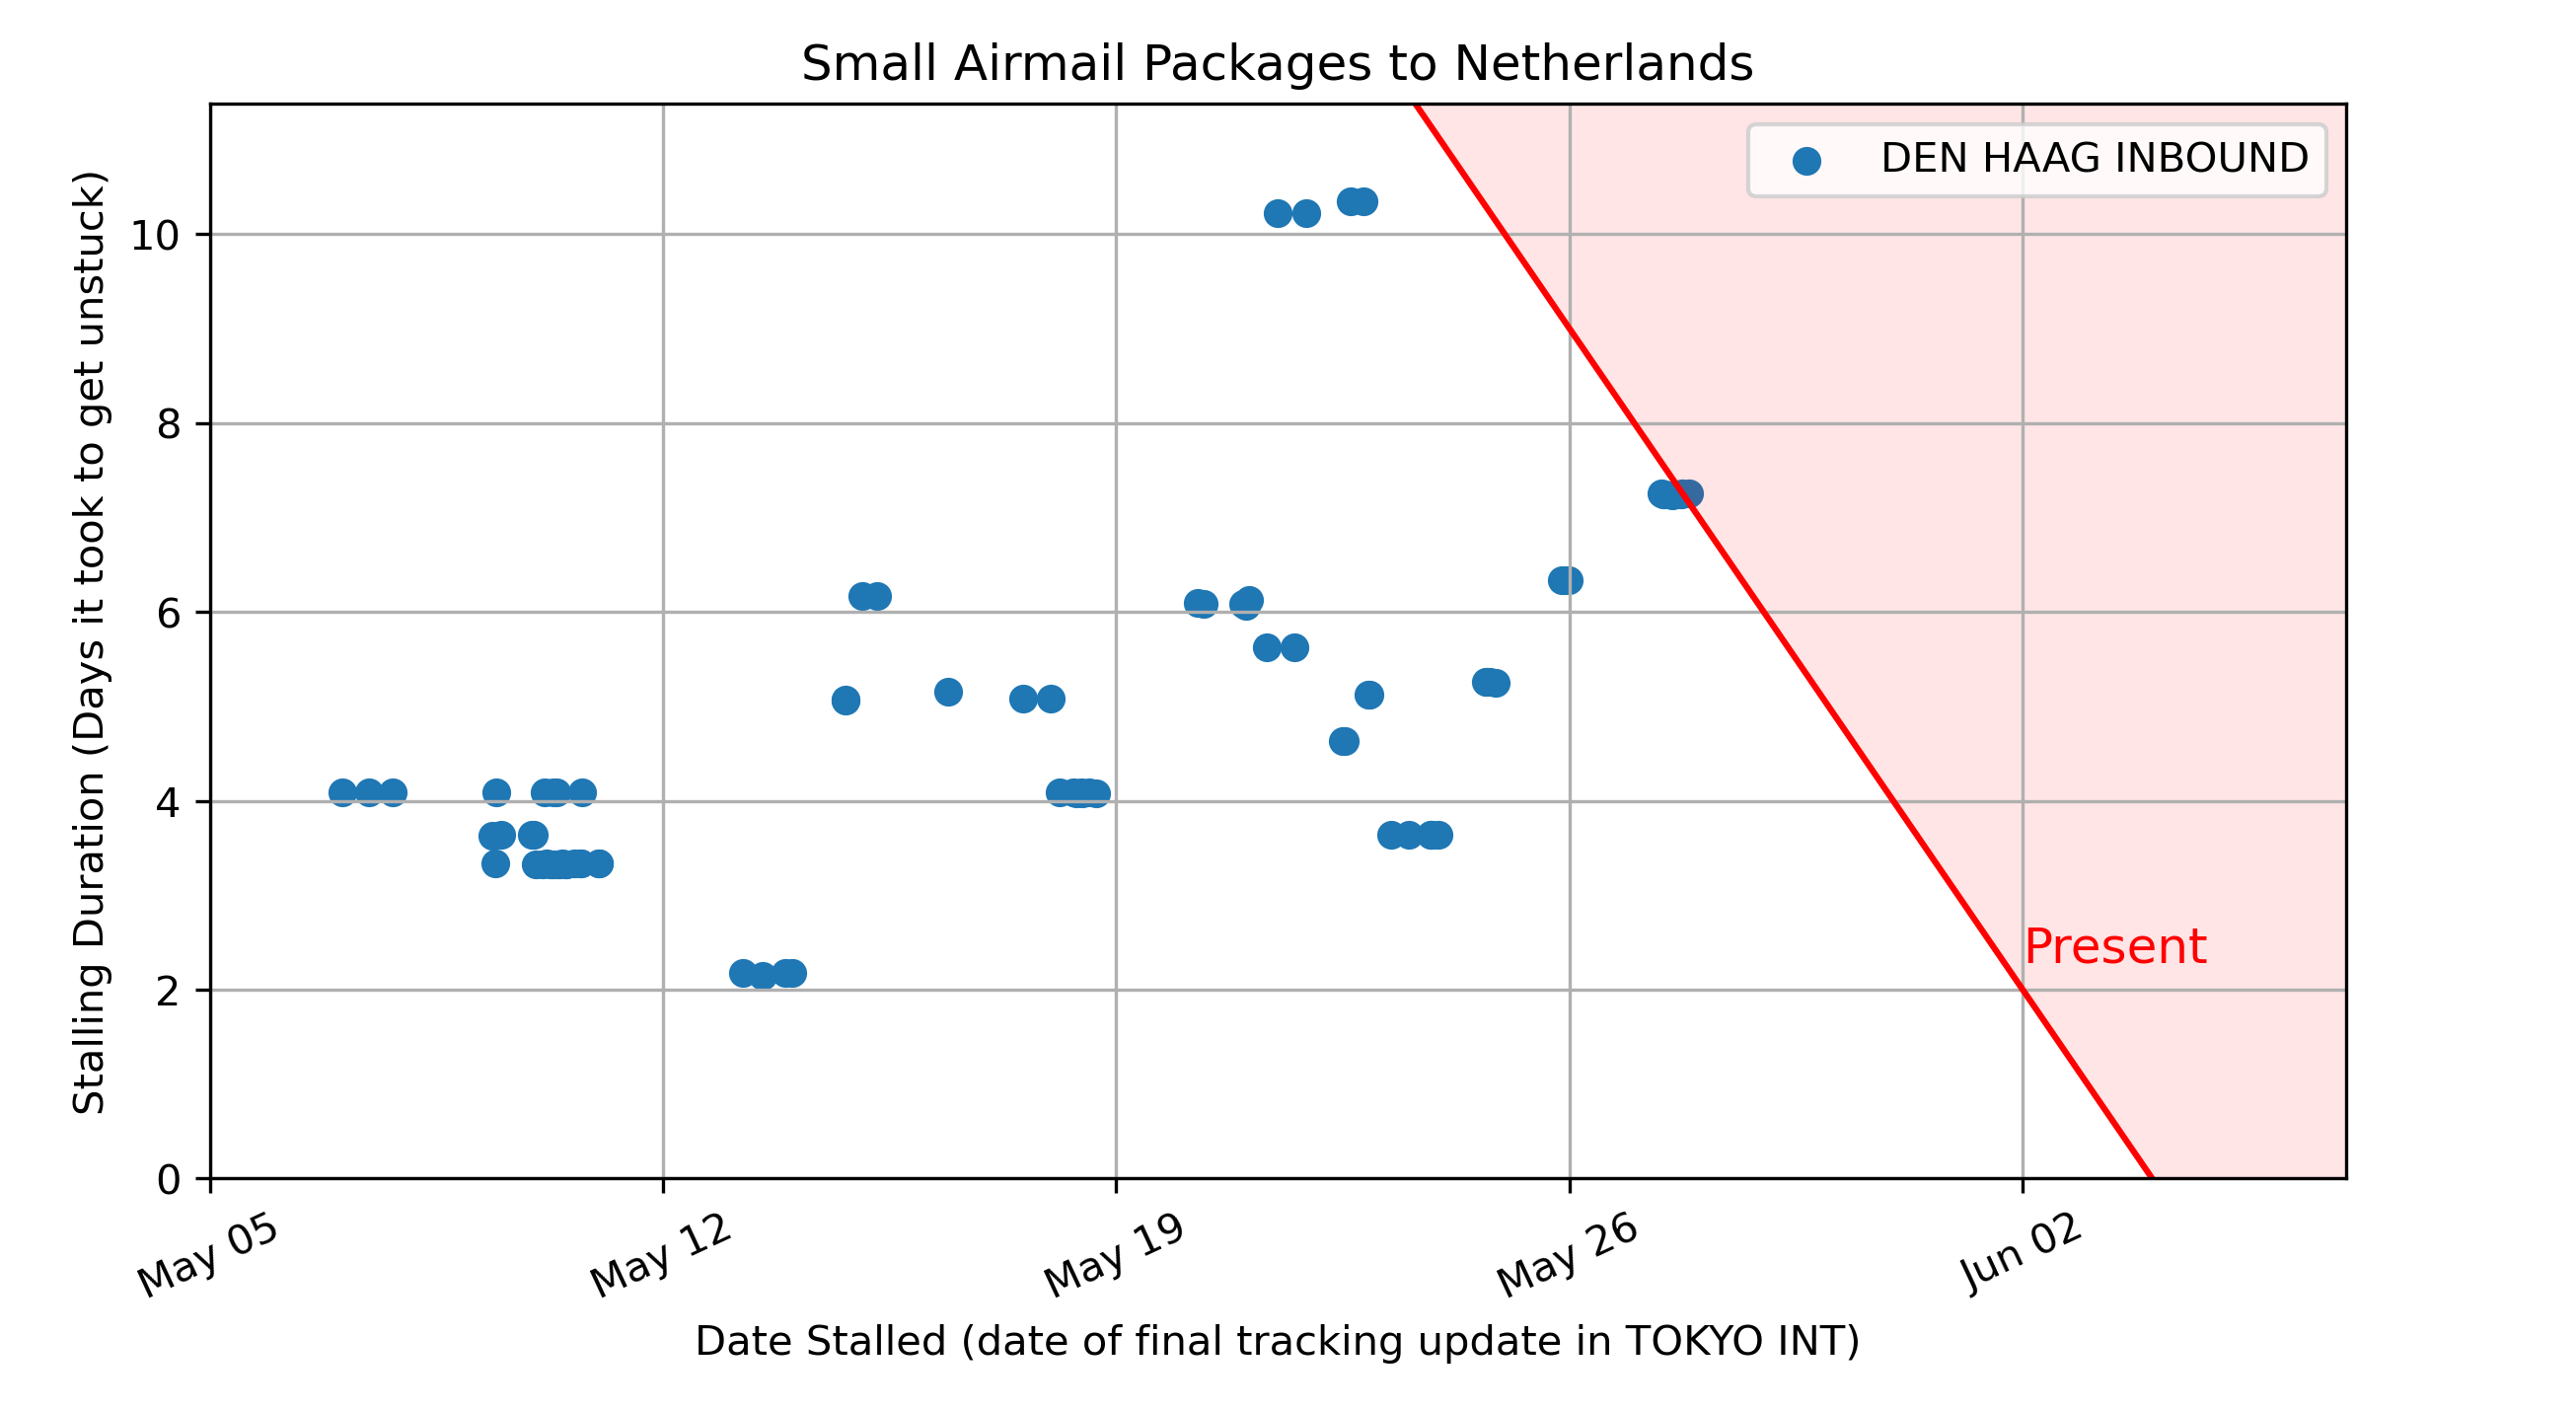 Small Airmail Packages to Netherlands
DEN HAAG INBOUND
Stalling Duration (Days it took to get unstuck)
10
8
6
4
2
0
Present
May 05
May 12
May 19
May 26
Jun 02
Date Stalled (date of final tracking update in TOKYO INT)